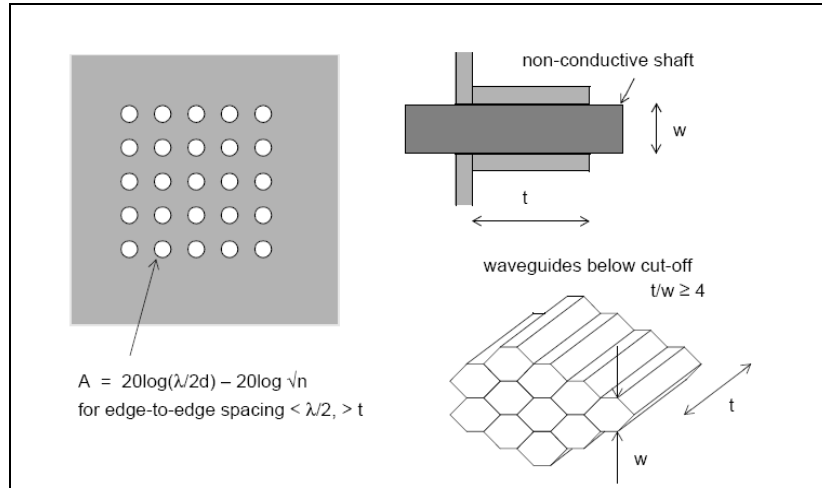 non-conductive shaft
w
t
waveguides below cut-off
t/w ≥ 4
A = 20log(λ/2d) – 20log √n
for edge-to-edge spacing < λ/2, > t
t
w